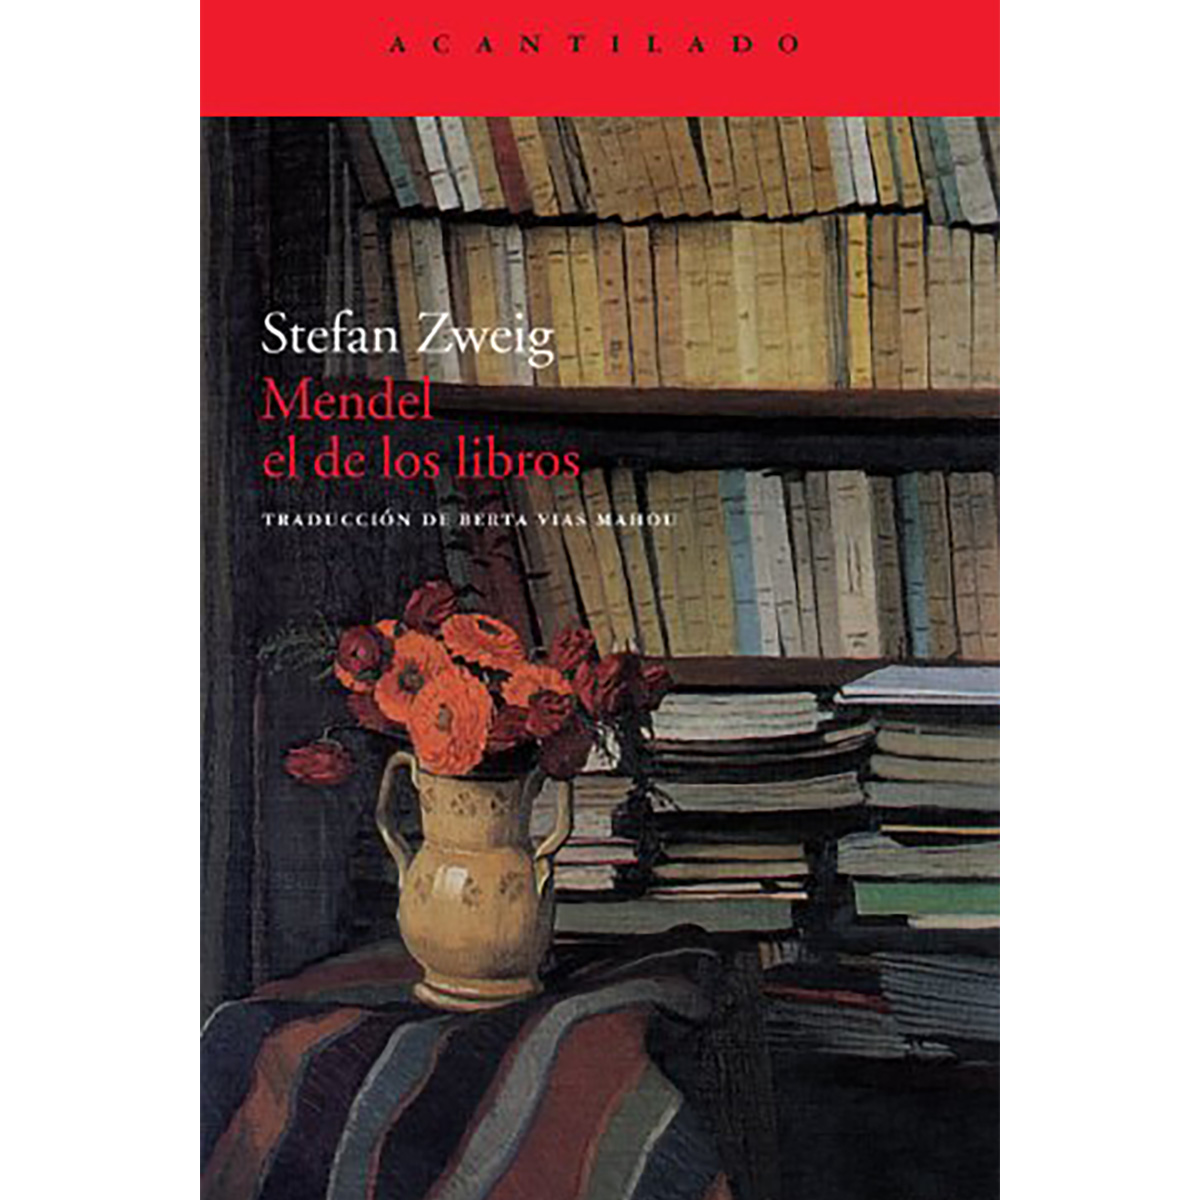 ACANTILADO
Stefan Zweig
Mendel
el de los libros
TRADUCCIÓN DE BERTA VIAS MAHOU